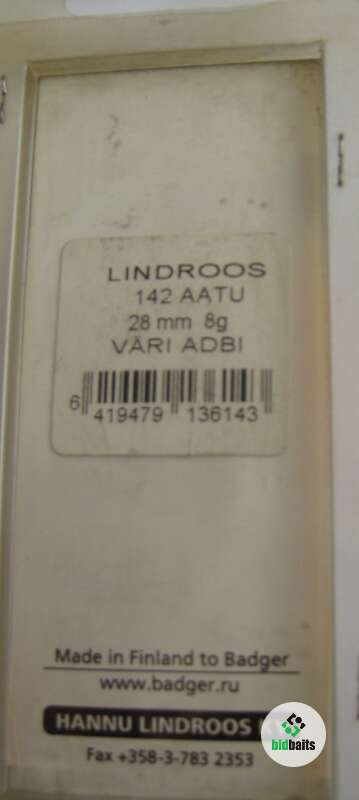 LINDROOS
142 AATU
28 mm 8g
VÄRI ADBI
6 419479 136143
Made in Finland to Badger
www.badger.ru
HANNU LINDROOS
Fax +358-3-783 2353
bidbaits